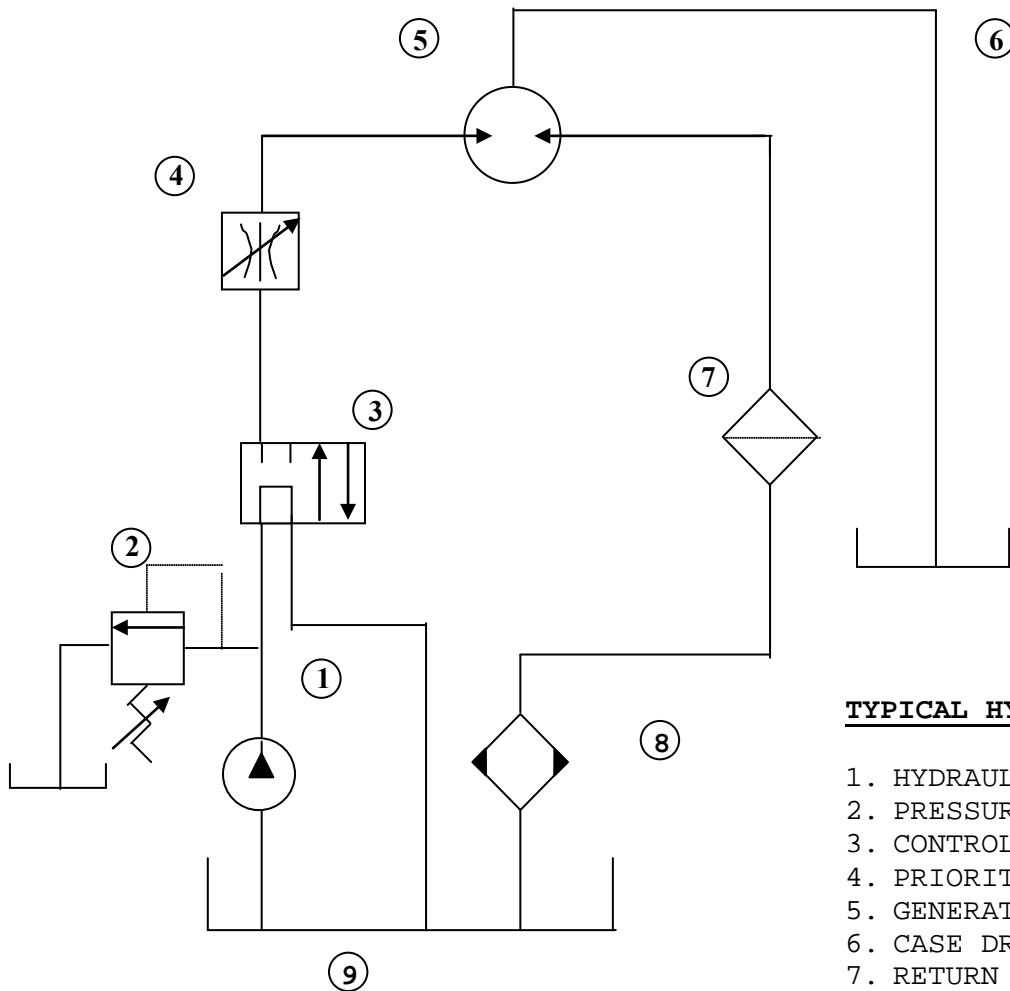 5
6
4
7
3
2
1
8
9
TYPICAL HY
1. HYDRAUL
2. PRESSUR
3. CONTROL
4. PRIORIT
5. GENERAT
6. CASE DR
7. RETURN